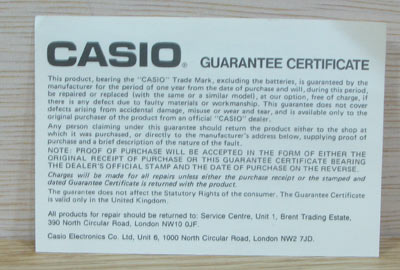 CASIO® GUARANTEE CERTIFICATE
This product, bearing the "CASIO" Trade Mark, excluding the batteries, is guaranteed by the
manufacturer for the period of one year from the date of purchase and will, during this period,
be repaired or replaced (with the same or a similar model), at our option, free of charge, if
there is any defect due to faulty materials or workmanship. This guarantee does not cover
defects arising from accidental damage, misuse or wear and tear, and is available only to the
original purchaser of the product from an official "CASIO" dealer.
Any person claiming under this guarantee should return the product either to the shop at
which it was purchased, or directly to the manufacturer's address below, supplying proof of
purchase and a brief description of the nature of the fault.
NOTE: PROOF OF PURCHASE WILL BE ACCEPTED IN THE FORM OF EITHER THE
ORIGINAL RECEIPT OF PURCHASE OR THIS GUARANTEE CERTIFICATE BEARING
THE DEALER'S OFFICIAL STAMP AND THE DATE OF PURCHASE ON THE REVERSE.
Charges will be made for all repairs unless either the purchase receipt or the stamped and
dated Guarantee Certificate is returned with the product.
The guarantee does not affect the Statutory Rights of the consumer. The Guarantee Certificate
is valid only in the United Kingdom.
All products for repair should be returned to: Service Centre, Unit 1, Brent Trading Estate,
390 North Circular Road, London NW10 0JF.
Casio Electronics Co. Ltd, Unit 6, 1000 North Circular Road, London NW2 7JD.